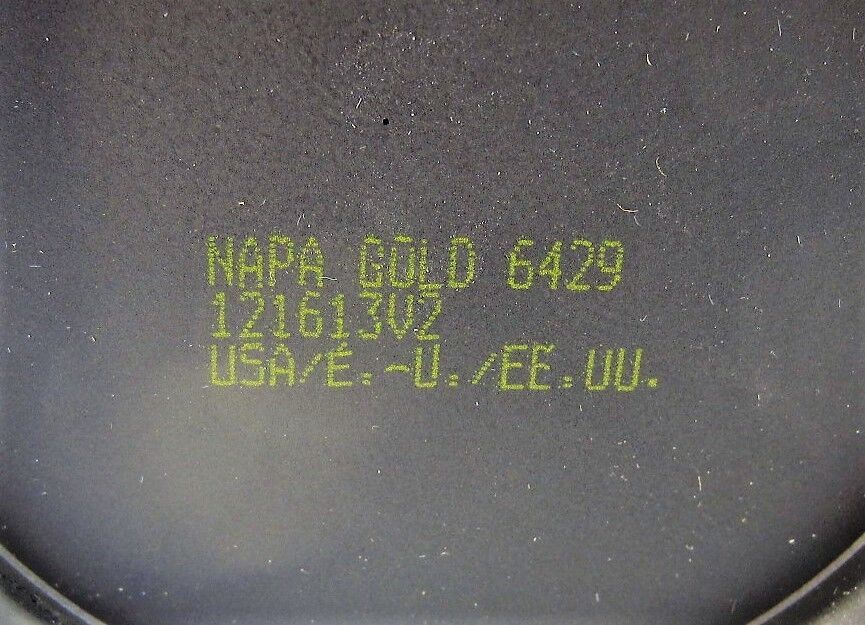 NAPA GOLD 6429
121613V2
USA/E.-U./EE.UU.